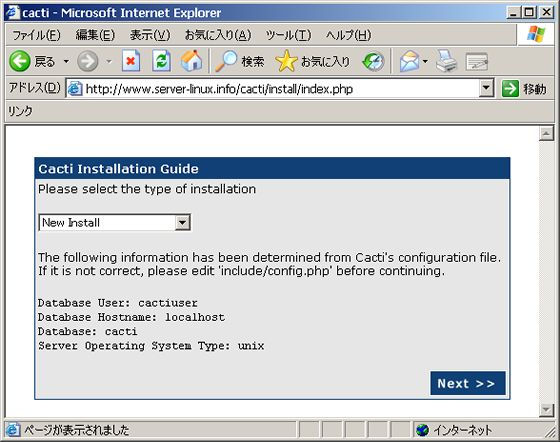 cacti - Microsoft Internet Explorer
ファイル(F) 編集(E) 表示(V) お気に入り(A) ツール(T) ヘルプ(H)
戻る 検索 お気に入り
アドレス(D) http://www.server-linux.info/cacti/install/index.php 移動
リンク
Cacti Installation Guide
Please select the type of installation
New Install
The following information has been determined from Cacti's configuration file.
If it is not correct, please edit 'include/config.php' before continuing.
Database User: cactiuser
Database Hostname: localhost
Database: cacti
Server Operating System Type: unix
Next >>
ページが表示されました インターネット